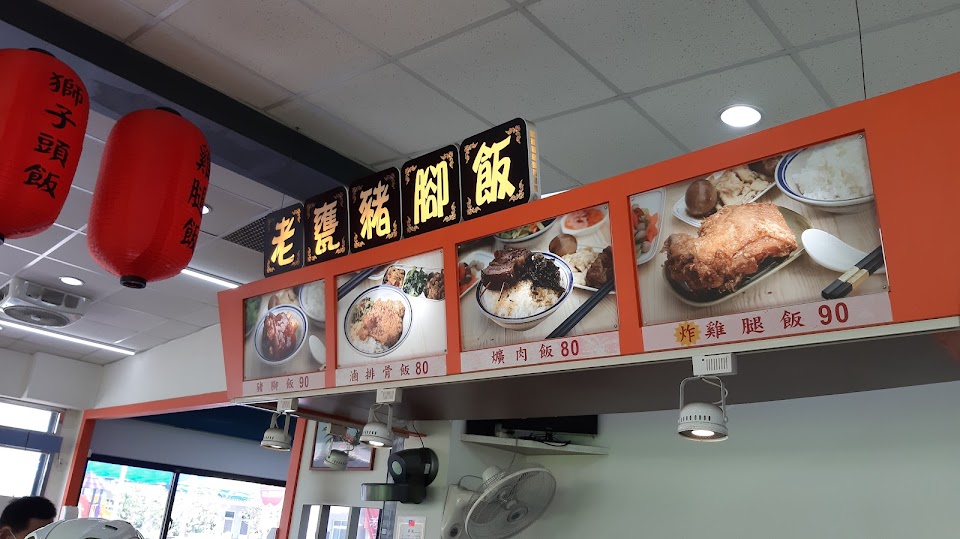 獅子頭飯
雞腿飯
老甕豬腳飯
豬腳飯 90
滷排骨飯 80
爌肉飯 80
炸雞腿飯 90